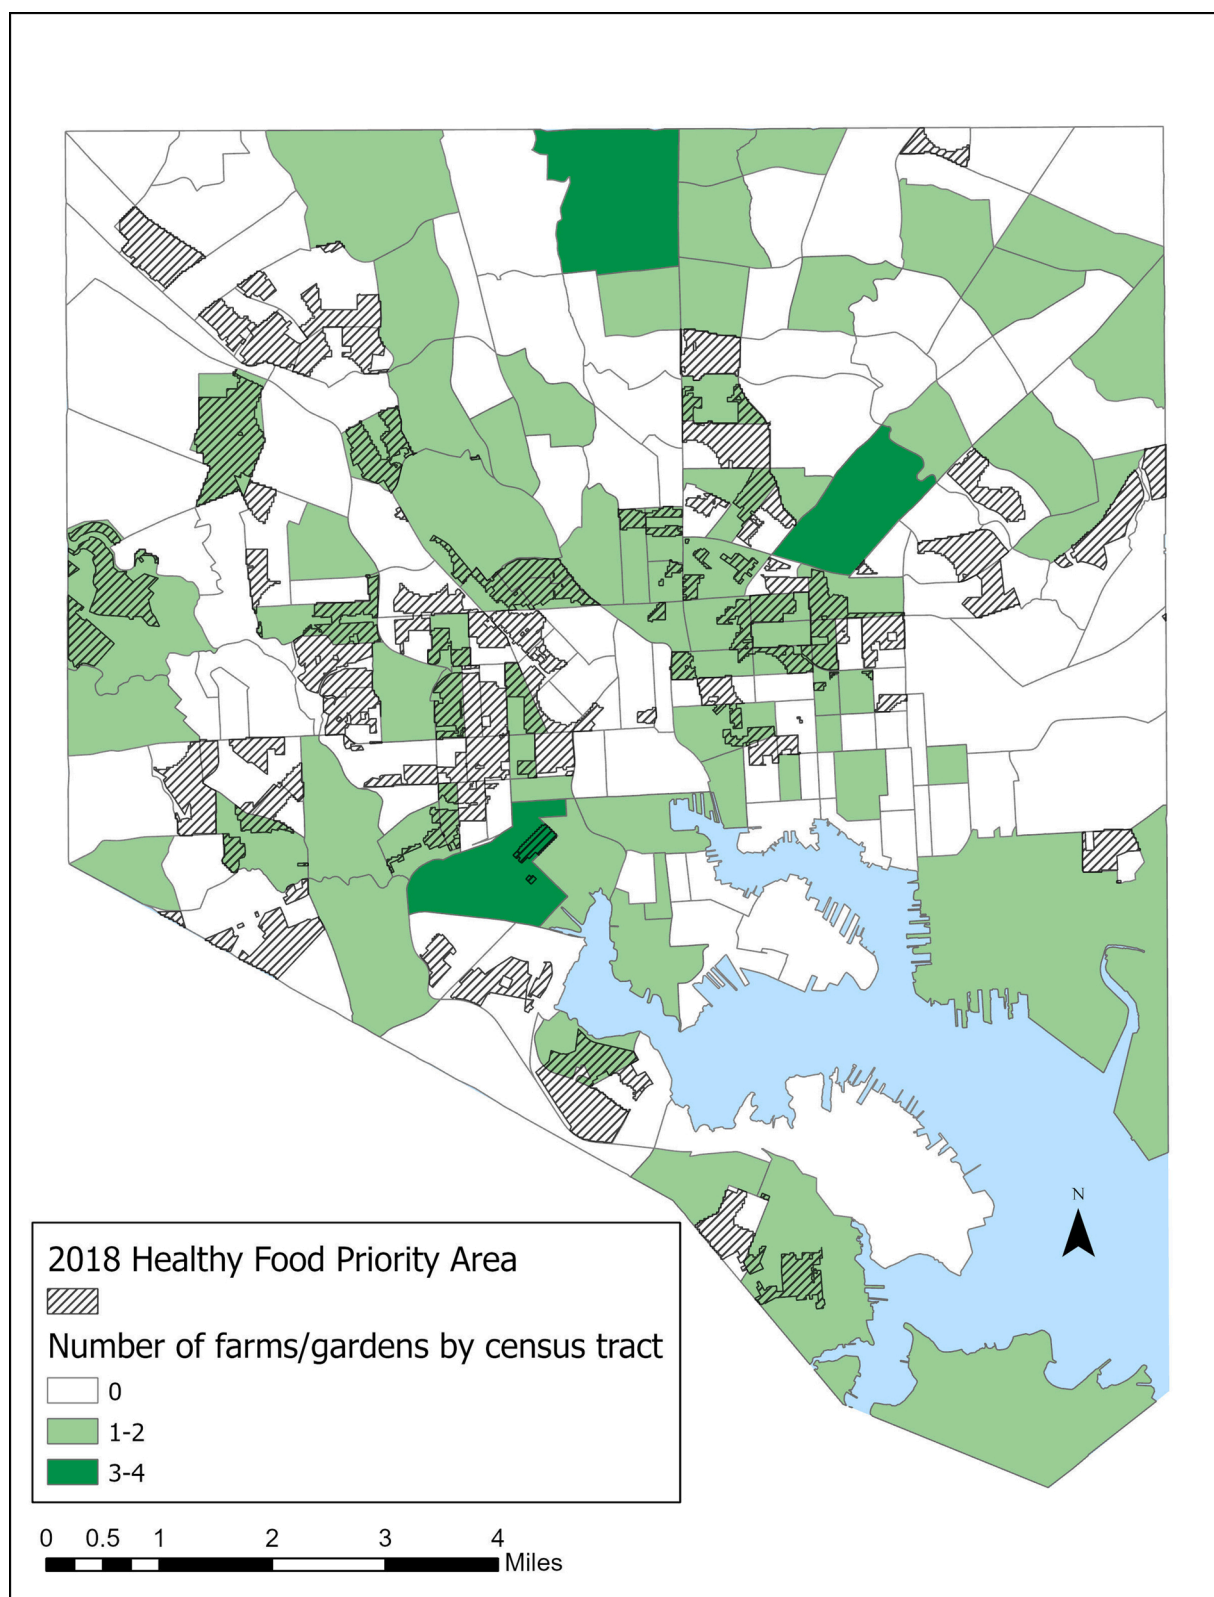 N
2018 Healthy Food Priority Area
Number of farms/gardens by census tract
0
1-2
3-4
0 0.5 1 2 3 4
Miles